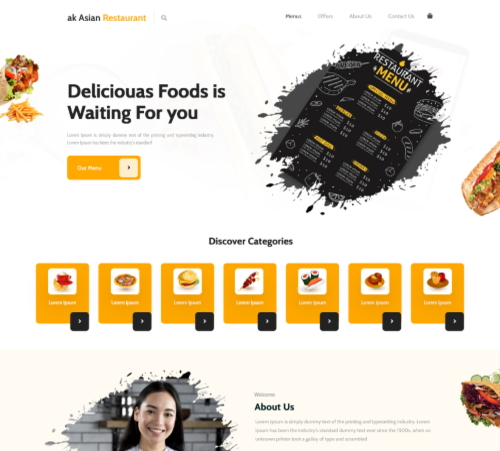 ak Asian Restaurant
Menus Offers About Us Contact Us
Deliciouas Foods is
Waiting For you
Lorem Ipsum is simply dummy text of the printing and typesetting industry.
Lorem Ipsum has been the industry's standard
Our Menu
RESTAURANT
MENU
Discover Categories
Lorem Ipsum Lorem Ipsum Lorem Ipsum Lorem Ipsum Lorem Ipsum Lorem Ipsum Lorem Ipsum
Welcome
About Us
Lorem Ipsum is simply dummy text of the printing and typesetting industry. Lorem
Ipsum has been the industry's standard dummy text ever since the 1500s, when an
unknown printer took a galley of type and scrambled